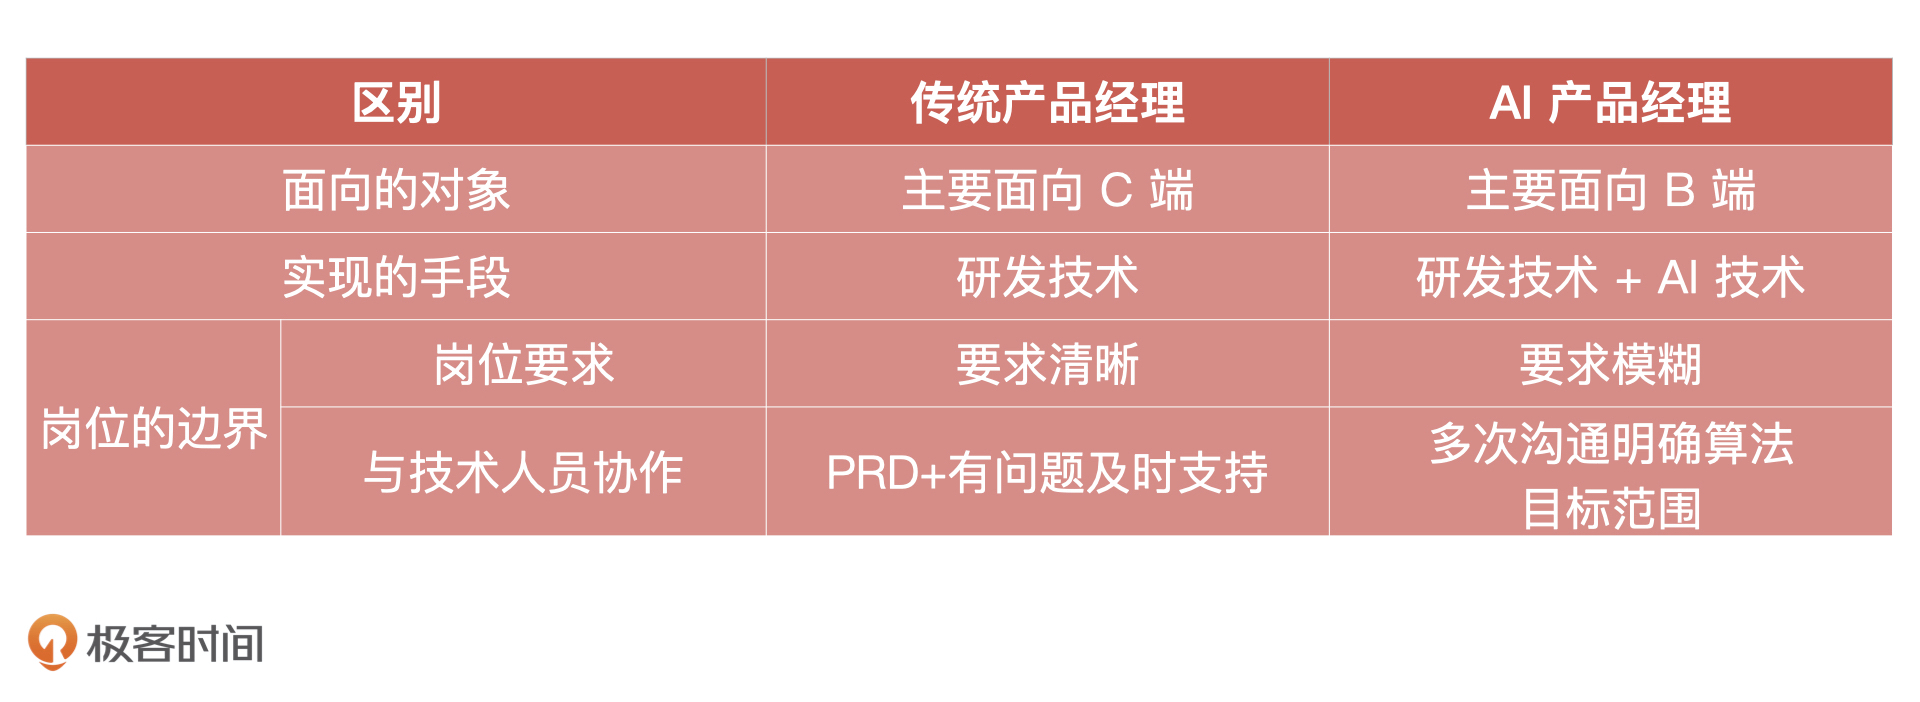 区别 传统产品经理 AI 产品经理
面向的对象 主要面向 C 端 主要面向 B 端
实现的手段 研发技术 研发技术 + AI 技术
岗位的边界
岗位要求 要求清晰 要求模糊
与技术人员协作 PRD+有问题及时支持 多次沟通明确算法
目标范围
极客时间